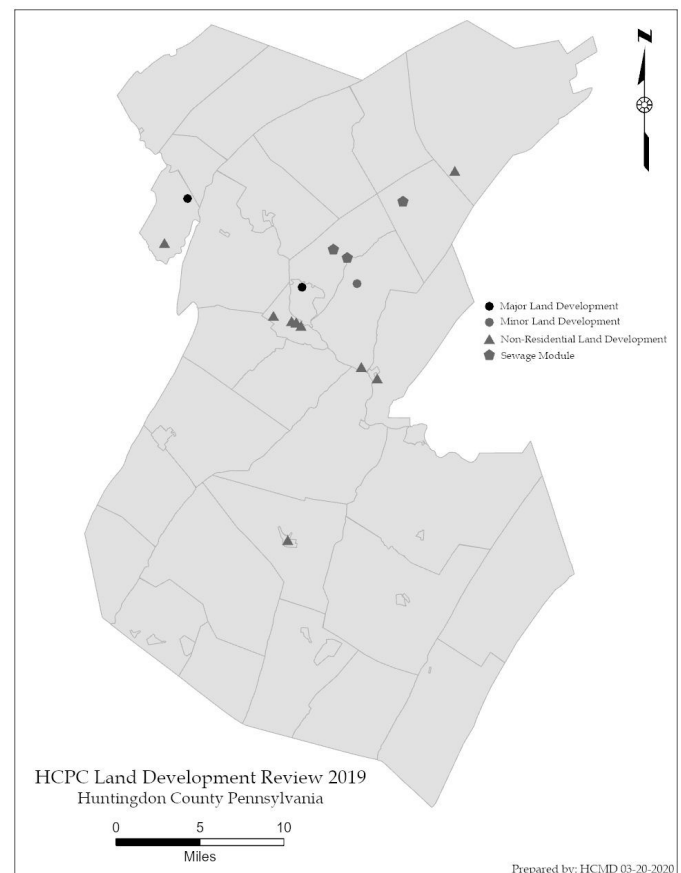 N
Major Land Development
Minor Land Development
Non-Residential Land Development
Sewage Module
HCPC Land Development Review 2019
Huntingdon County Pennsylvania
0 5 10
Miles
Prepared by: HCMD 03-20-2020